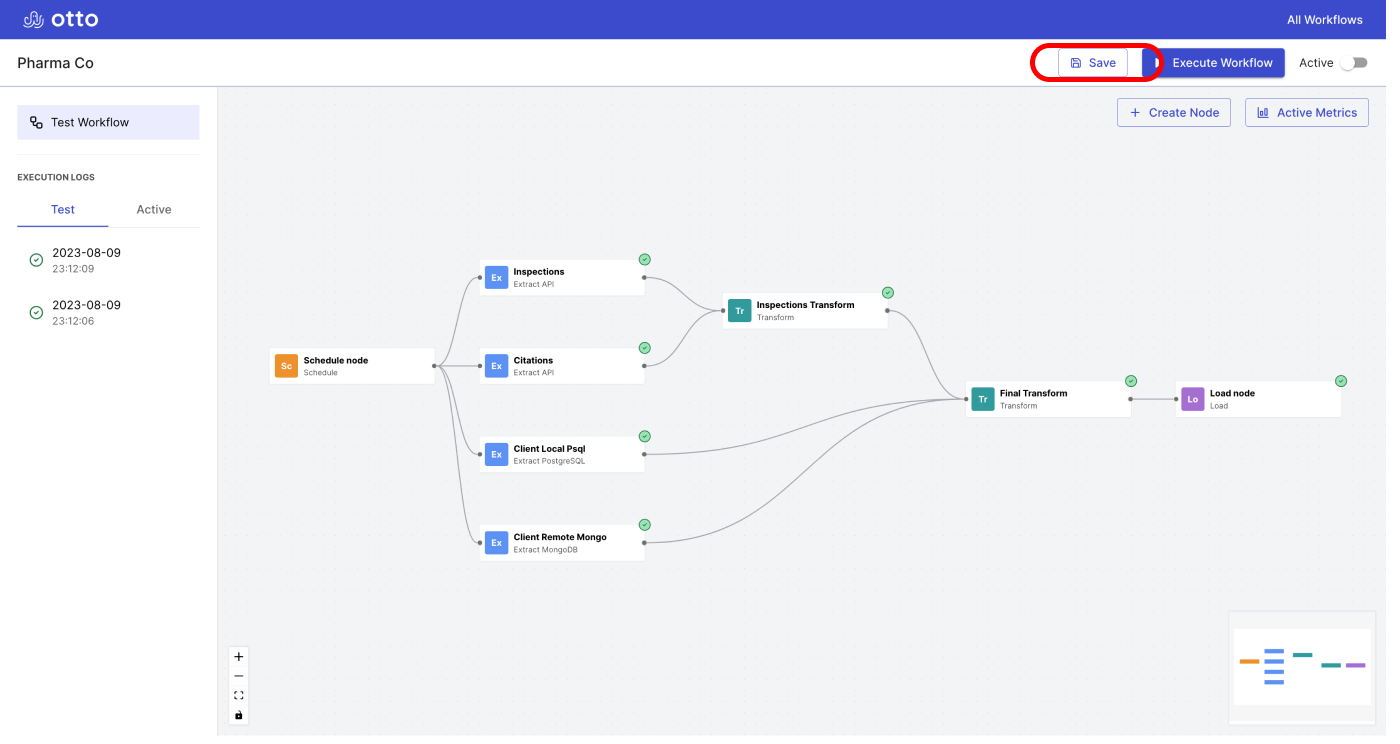 otto
All Workflows
Pharma Co
Save
Execute Workflow
Active
Test Workflow
Create Node
Active Metrics
EXECUTION LOGS
Test
Active
2023-08-09
23:12:09
2023-08-09
23:12:06
Sc
Schedule node
Schedule
Ex
Inspections
Extract API
Ex
Citations
Extract API
Ex
Client Local Psql
Extract PostgreSQL
Ex
Client Remote Mongo
Extract MongoDB
Tr
Inspections Transform
Transform
Tr
Final Transform
Transform
Lo
Load node
Load